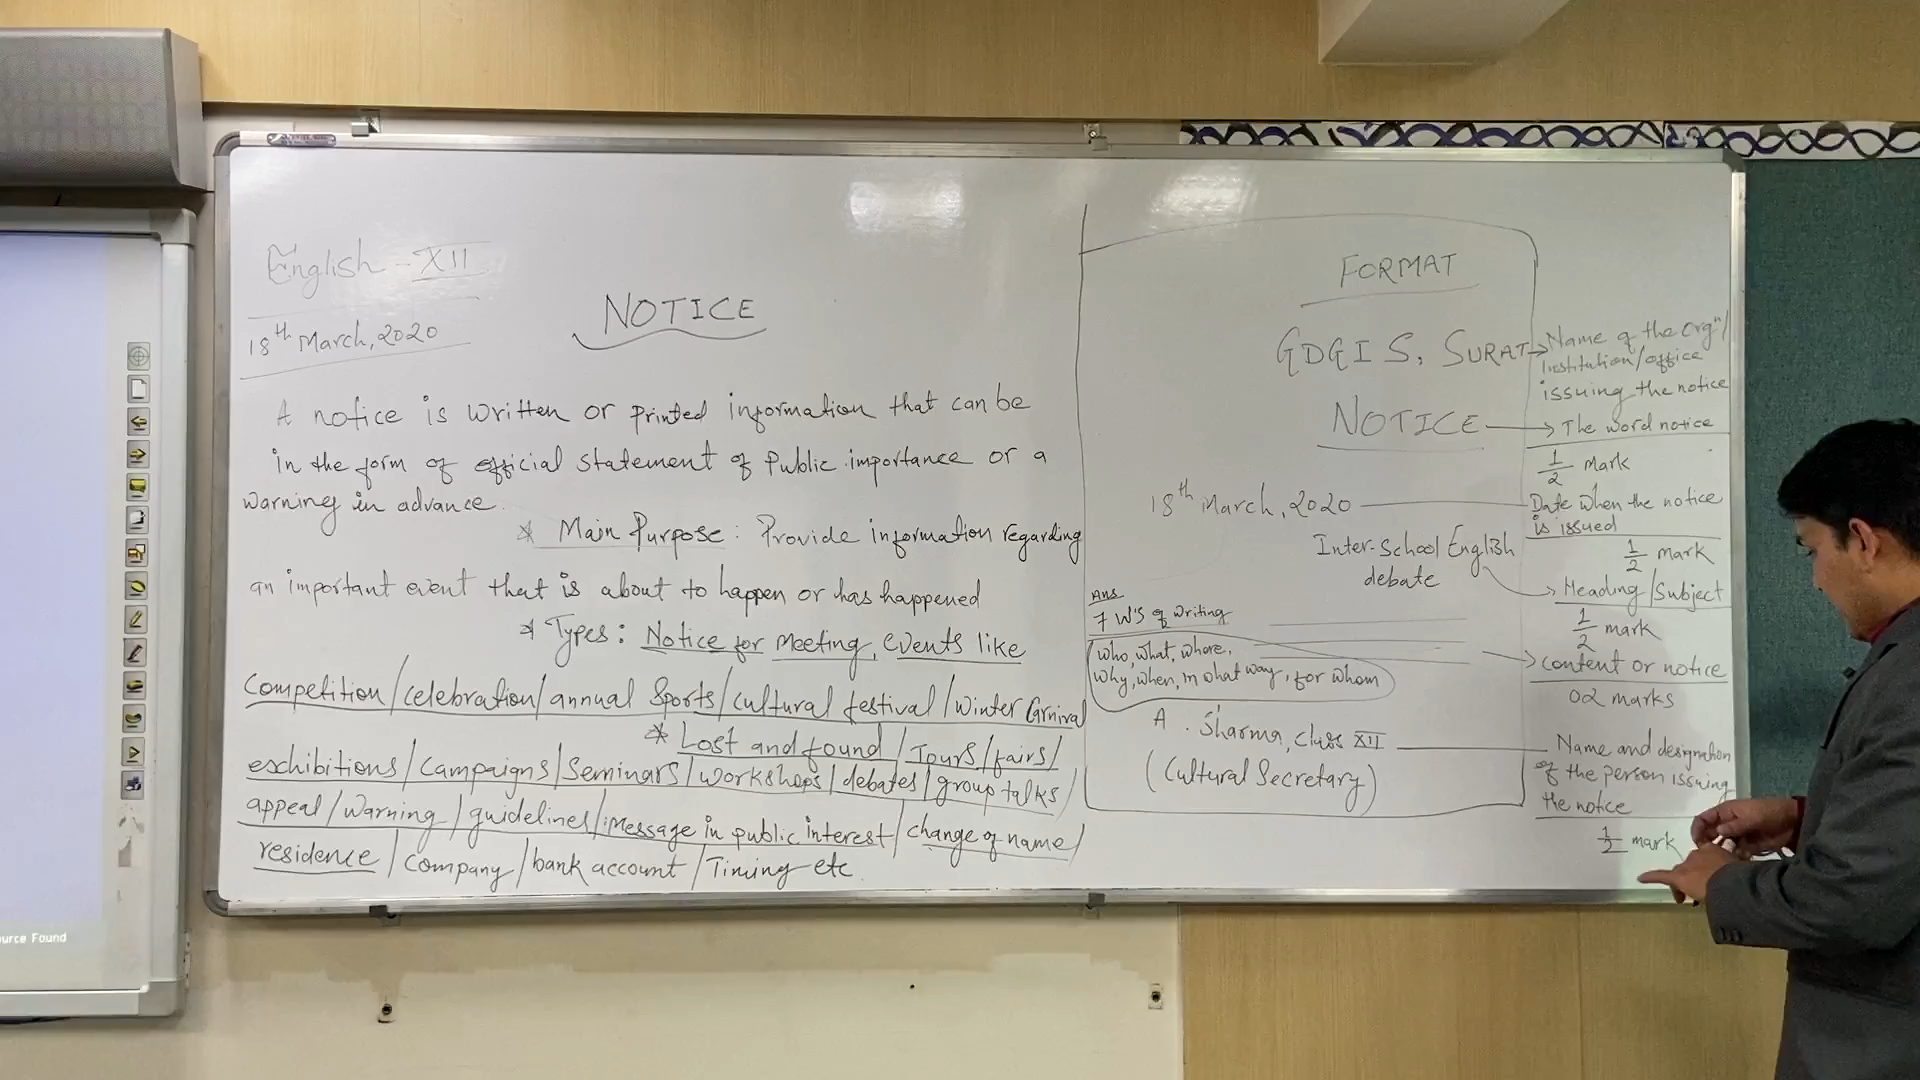 English - XII
18th March, 2020
NOTICE
A notice is written or printed information that can be
in the form of official statement of Public importance or a
warning in advance.
* Main Purpose : Provide information regarding
an important event that is about to happen or has happened
* Types : Notice for Meeting, events like
Competition / celebration / annual Sports / cultural festival / winter Carnival
* Lost and found / Tours / fairs /
exhibitions / Campaigns / Seminars / workshops / debates / group talks /
appeal / warning / guidelines / Message in public interest / change of name /
residence / company / bank account / Timing etc.
FORMAT
GDGIS, SURAT
NOTICE
18th March, 2020
Inter-School English
debate
Ans
7 W'S of writing
who, what, where,
why, when, in what way, for whom
A. Sharma, class XII
(Cultural Secretary)
Name of the orgn/
Institution/office
issuing the notice
The word notice
1/2 Mark
Date when the notice
is issued
1/2 mark
Heading/Subject
1/2 mark
content or notice
02 marks
Name and designation
of the person issuing
the notice
1/2 mark
urce Found